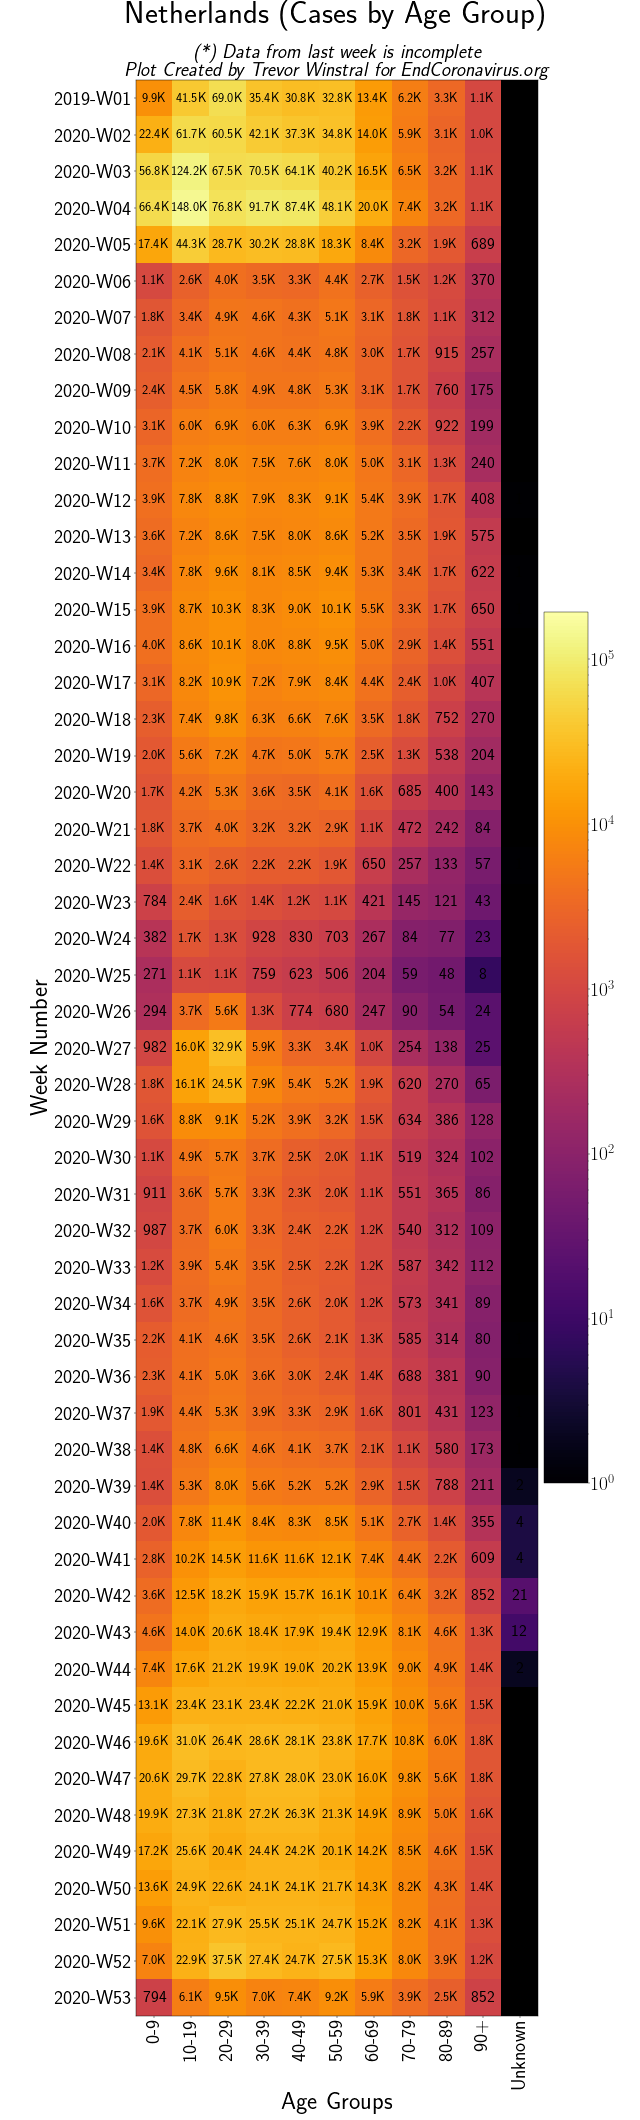 Netherlands (Cases by Age Group)
(*) Data from last week is incomplete
Plot Created by Trevor Winstral for EndCoronavirus.org
2019-W01 9.9K 41.5K 69.0K 35.4K 30.8K 32.8K 13.4K 6.2K 3.3K 1.1K
2020-W02 22.4K 61.7K 60.5K 42.1K 37.3K 34.8K 14.0K 5.9K 3.1K 1.0K
2020-W03 56.8K 124.2K 67.5K 70.5K 64.1K 40.2K 16.5K 6.5K 3.2K 1.1K
2020-W04 66.4K 148.0K 76.8K 91.7K 87.4K 48.1K 20.0K 7.4K 3.2K 1.1K
2020-W05 17.4K 44.3K 28.7K 30.2K 28.8K 18.3K 8.4K 3.2K 1.9K 689
2020-W06 1.1K 2.6K 4.0K 3.5K 3.3K 4.4K 2.7K 1.5K 1.2K 370
2020-W07 1.8K 3.4K 4.9K 4.6K 4.3K 5.1K 3.1K 1.8K 1.1K 312
2020-W08 2.1K 4.1K 5.1K 4.6K 4.4K 4.8K 3.0K 1.7K 915 257
2020-W09 2.4K 4.5K 5.8K 4.9K 4.8K 5.3K 3.1K 1.7K 760 175
2020-W10 3.1K 6.0K 6.9K 6.0K 6.3K 6.9K 3.9K 2.2K 922 199
2020-W11 3.7K 7.2K 8.0K 7.5K 7.6K 8.0K 5.0K 3.1K 1.3K 240
2020-W12 3.9K 7.8K 8.8K 7.9K 8.3K 9.1K 5.4K 3.9K 1.7K 408
2020-W13 3.6K 7.2K 8.6K 7.5K 8.0K 8.6K 5.2K 3.5K 1.9K 575
2020-W14 3.4K 7.8K 9.6K 8.1K 8.5K 9.4K 5.3K 3.4K 1.7K 622
2020-W15 3.9K 8.7K 10.3K 8.3K 9.0K 10.1K 5.5K 3.3K 1.7K 650
2020-W16 4.0K 8.6K 10.1K 8.0K 8.8K 9.5K 5.0K 2.9K 1.4K 551
2020-W17 3.1K 8.2K 10.9K 7.2K 7.9K 8.4K 4.4K 2.4K 1.0K 407
2020-W18 2.3K 7.4K 9.8K 6.3K 6.6K 7.6K 3.5K 1.8K 752 270
2020-W19 2.0K 5.6K 7.2K 4.7K 5.0K 5.7K 2.5K 1.3K 538 204
2020-W20 1.7K 4.2K 5.3K 3.6K 3.5K 4.1K 1.6K 685 400 143
2020-W21 1.8K 3.7K 4.0K 3.2K 3.2K 2.9K 1.1K 472 242 84
2020-W22 1.4K 3.1K 2.6K 2.2K 2.2K 1.9K 650 257 133 57
2020-W23 784 2.4K 1.6K 1.4K 1.2K 1.1K 421 145 121 43
2020-W24 382 1.7K 1.3K 928 830 703 267 84 77 23
2020-W25 271 1.1K 1.1K 759 623 506 204 59 48 8
2020-W26 294 3.7K 5.6K 1.3K 774 680 247 90 54 24
2020-W27 982 16.0K 32.9K 5.9K 3.3K 3.4K 1.0K 254 138 25
2020-W28 1.8K 16.1K 24.5K 7.9K 5.4K 5.2K 1.9K 620 270 65
2020-W29 1.6K 8.8K 9.1K 5.2K 3.9K 3.2K 1.5K 634 386 128
2020-W30 1.1K 4.9K 5.7K 3.7K 2.5K 2.0K 1.1K 519 324 102
2020-W31 911 3.6K 5.7K 3.3K 2.3K 2.0K 1.1K 551 365 86
2020-W32 987 3.7K 6.0K 3.3K 2.4K 2.2K 1.2K 540 312 109
2020-W33 1.2K 3.9K 5.4K 3.5K 2.5K 2.2K 1.2K 587 342 112
2020-W34 1.6K 3.7K 4.9K 3.5K 2.6K 2.0K 1.2K 573 341 89
2020-W35 2.2K 4.1K 4.6K 3.5K 2.6K 2.1K 1.3K 585 314 80
2020-W36 2.3K 4.1K 5.0K 3.6K 3.0K 2.4K 1.4K 688 381 90
2020-W37 1.9K 4.4K 5.3K 3.9K 3.3K 2.9K 1.6K 801 431 123
2020-W38 1.4K 4.8K 6.6K 4.6K 4.1K 3.7K 2.1K 1.1K 580 173
2020-W39 1.4K 5.3K 8.0K 5.6K 5.2K 5.2K 2.9K 1.5K 788 211 2
2020-W40 2.0K 7.8K 11.4K 8.4K 8.3K 8.5K 5.1K 2.7K 1.4K 355 4
2020-W41 2.8K 10.2K 14.5K 11.6K 11.6K 12.1K 7.4K 4.4K 2.2K 609 4
2020-W42 3.6K 12.5K 18.2K 15.9K 15.7K 16.1K 10.1K 6.4K 3.2K 852 21
2020-W43 4.6K 14.0K 20.6K 18.4K 17.9K 19.4K 12.9K 8.1K 4.6K 1.3K 12
2020-W44 7.4K 17.6K 21.2K 19.9K 19.0K 20.2K 13.9K 9.0K 4.9K 1.4K 2
2020-W45 13.1K 23.4K 23.1K 23.4K 22.2K 21.0K 15.9K 10.0K 5.6K 1.5K
2020-W46 19.6K 31.0K 26.4K 28.6K 28.1K 23.8K 17.7K 10.8K 6.0K 1.8K
2020-W47 20.6K 29.7K 22.8K 27.8K 28.0K 23.0K 16.0K 9.8K 5.6K 1.8K
2020-W48 19.9K 27.3K 21.8K 27.2K 26.3K 21.3K 14.9K 8.9K 5.0K 1.6K
2020-W49 17.2K 25.6K 20.4K 24.4K 24.2K 20.1K 14.2K 8.5K 4.6K 1.5K
2020-W50 13.6K 24.9K 22.6K 24.1K 24.1K 21.7K 14.3K 8.2K 4.3K 1.4K
2020-W51 9.6K 22.1K 27.9K 25.5K 25.1K 24.7K 15.2K 8.2K 4.1K 1.3K
2020-W52 7.0K 22.9K 37.5K 27.4K 24.7K 27.5K 15.3K 8.0K 3.9K 1.2K
2020-W53 794 6.1K 9.5K 7.0K 7.4K 9.2K 5.9K 3.9K 2.5K 852
0-9 10-19 20-29 30-39 40-49 50-59 60-69 70-79 80-89 90+ Unknown
Age Groups
Week Number
10^5
10^4
10^3
10^2
10^1
10^0